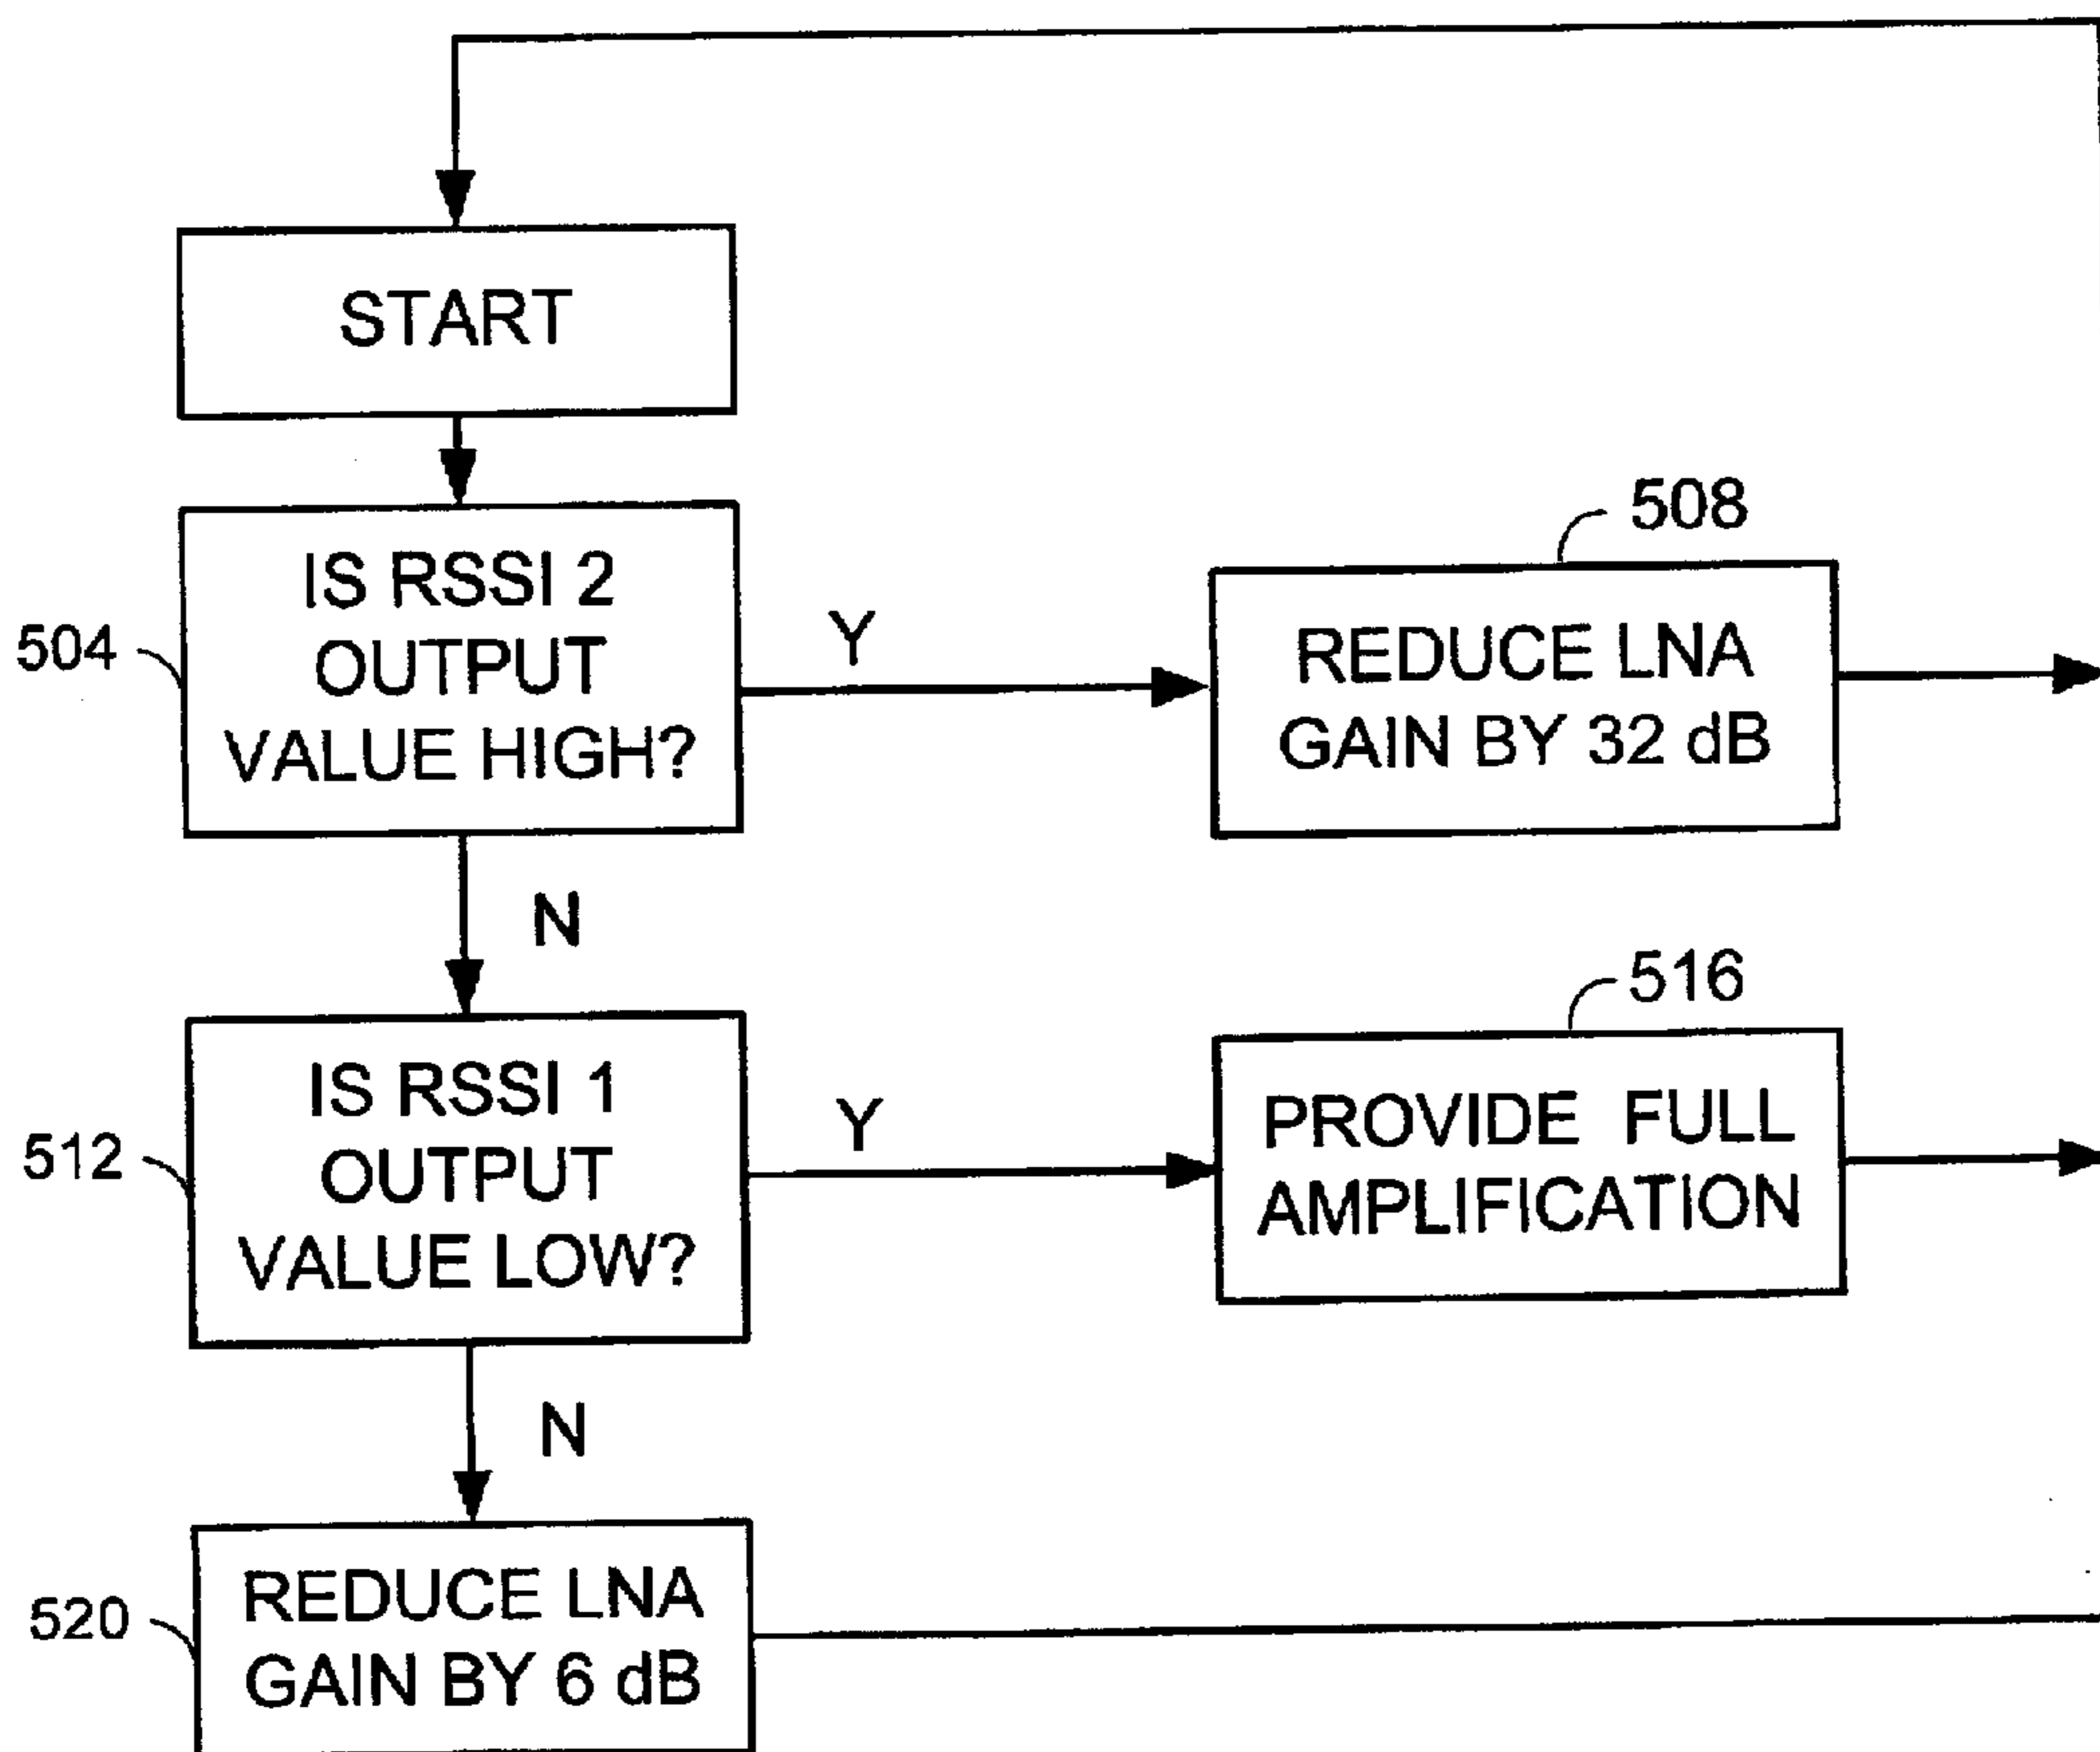 START
504
IS RSSI 2
OUTPUT
VALUE HIGH?
Y
508
REDUCE LNA
GAIN BY 32 dB
N
512
IS RSSI 1
OUTPUT
VALUE LOW?
Y
516
PROVIDE FULL
AMPLIFICATION
N
520
REDUCE LNA
GAIN BY 6 dB